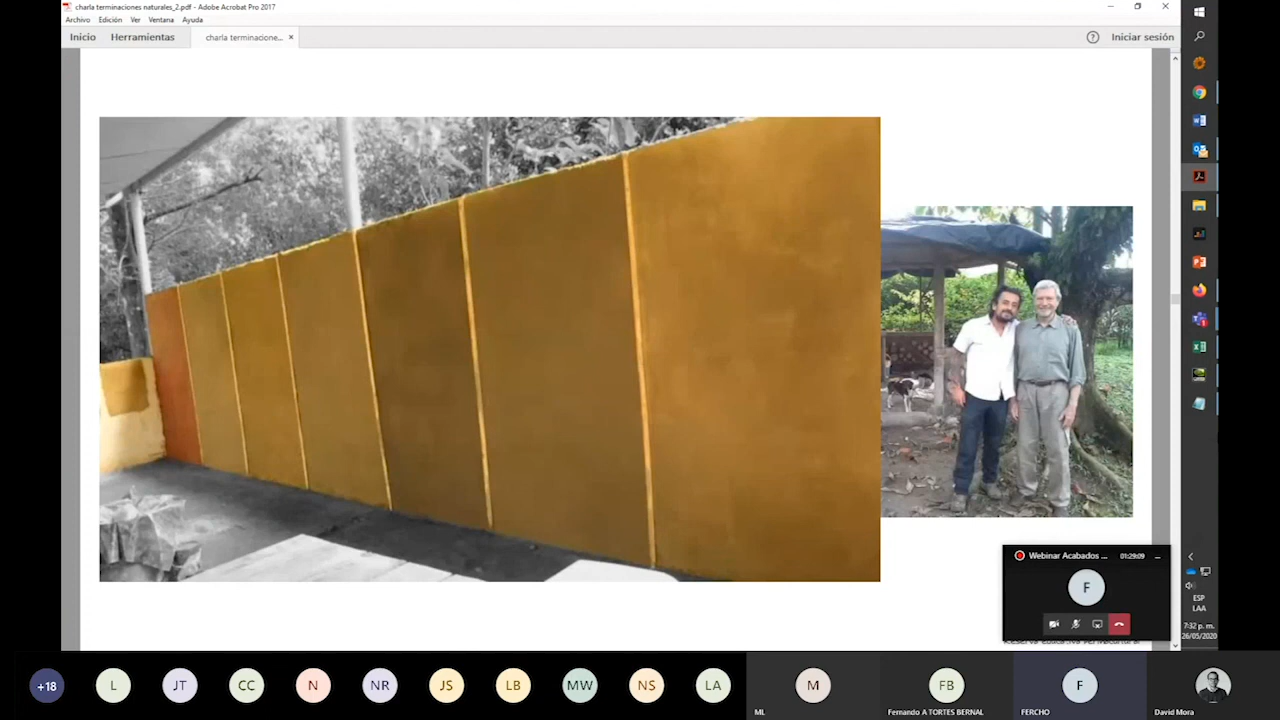 charla terminaciones naturales_2.pdf - Adobe Acrobat Pro 2017
Archivo Edición Ver Ventana Ayuda
Inicio Herramientas charla terminacione... × Iniciar sesión
Webinar Acabados ... 01:29:09
F
ESP
LAA
7:32 p. m.
26/05/2020
+18 L JT CC N NR JS LB MW NS LA M FB F
ML Fernando A TORTES BERNAL FERCHO David Mora